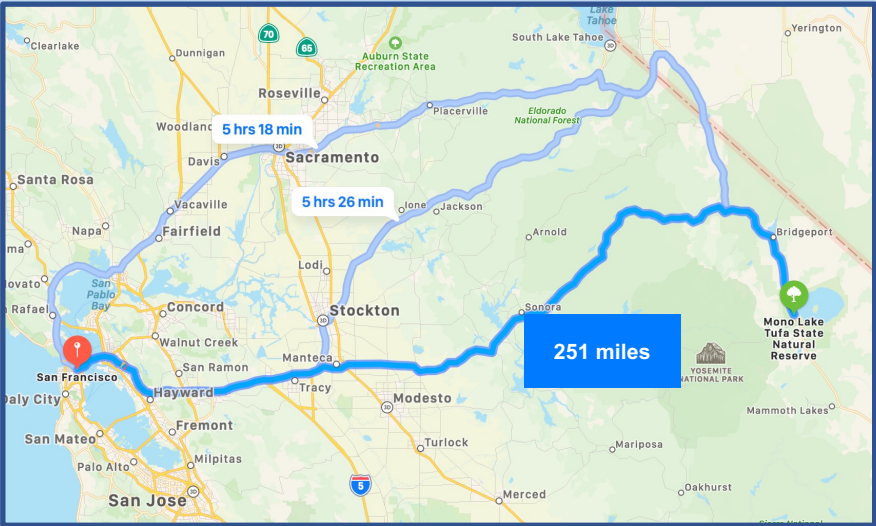 Lake
Tahoe
Yerington
70
Clearlake
65
South Lake Tahoe
Dunnigan
Auburn State
Recreation Area
Roseville
Placerville
Eldorado
National Forest
Woodland
5 hrs 18 min
Davis
Sacramento
Santa Rosa
5 hrs 26 min
Ione
Jackson
Vacaville
Napa
Fairfield
Arnold
Bridgeport
ma
Lodi
ovato
San
Pablo
Bay
Rafael
Concord
Stockton
Sonora
Mono Lake
Tufa State
Natural
Reserve
Walnut Creek
251 miles
Manteca
San Ramon
YOSEMITE
NATIONAL PARK
San Francisco
Tracy
Hayward
Daly City
Modesto
Mammoth Lakes
Fremont
San Mateo
Turlock
Mariposa
Milpitas
Palo Alto
5
Oakhurst
San Jose
Merced